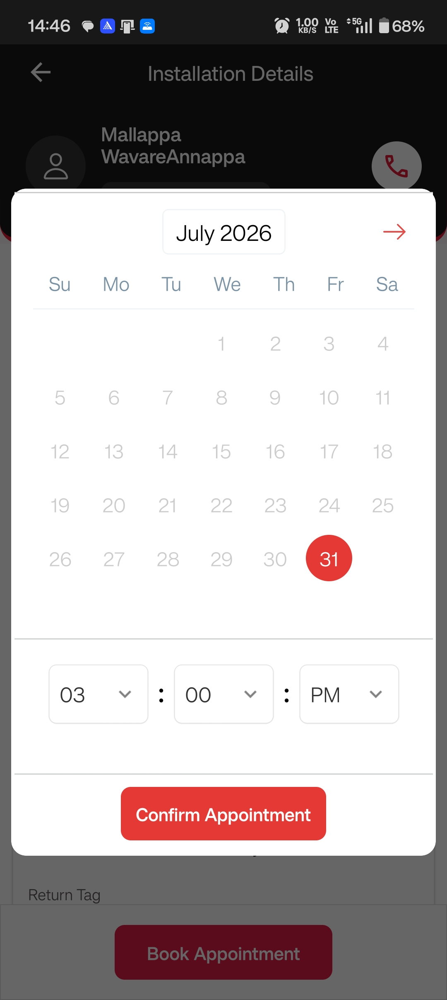 14:46 1.00 KB/S Vo LTE 5G 68%
Installation Details
Mallappa
WavareAnnappa
July 2026
Su Mo Tu We Th Fr Sa
1 2 3 4
5 6 7 8 9 10 11
12 13 14 15 16 17 18
19 20 21 22 23 24 25
26 27 28 29 30 31
03 : 00 : PM
Confirm Appointment
Return Tag
Book Appointment